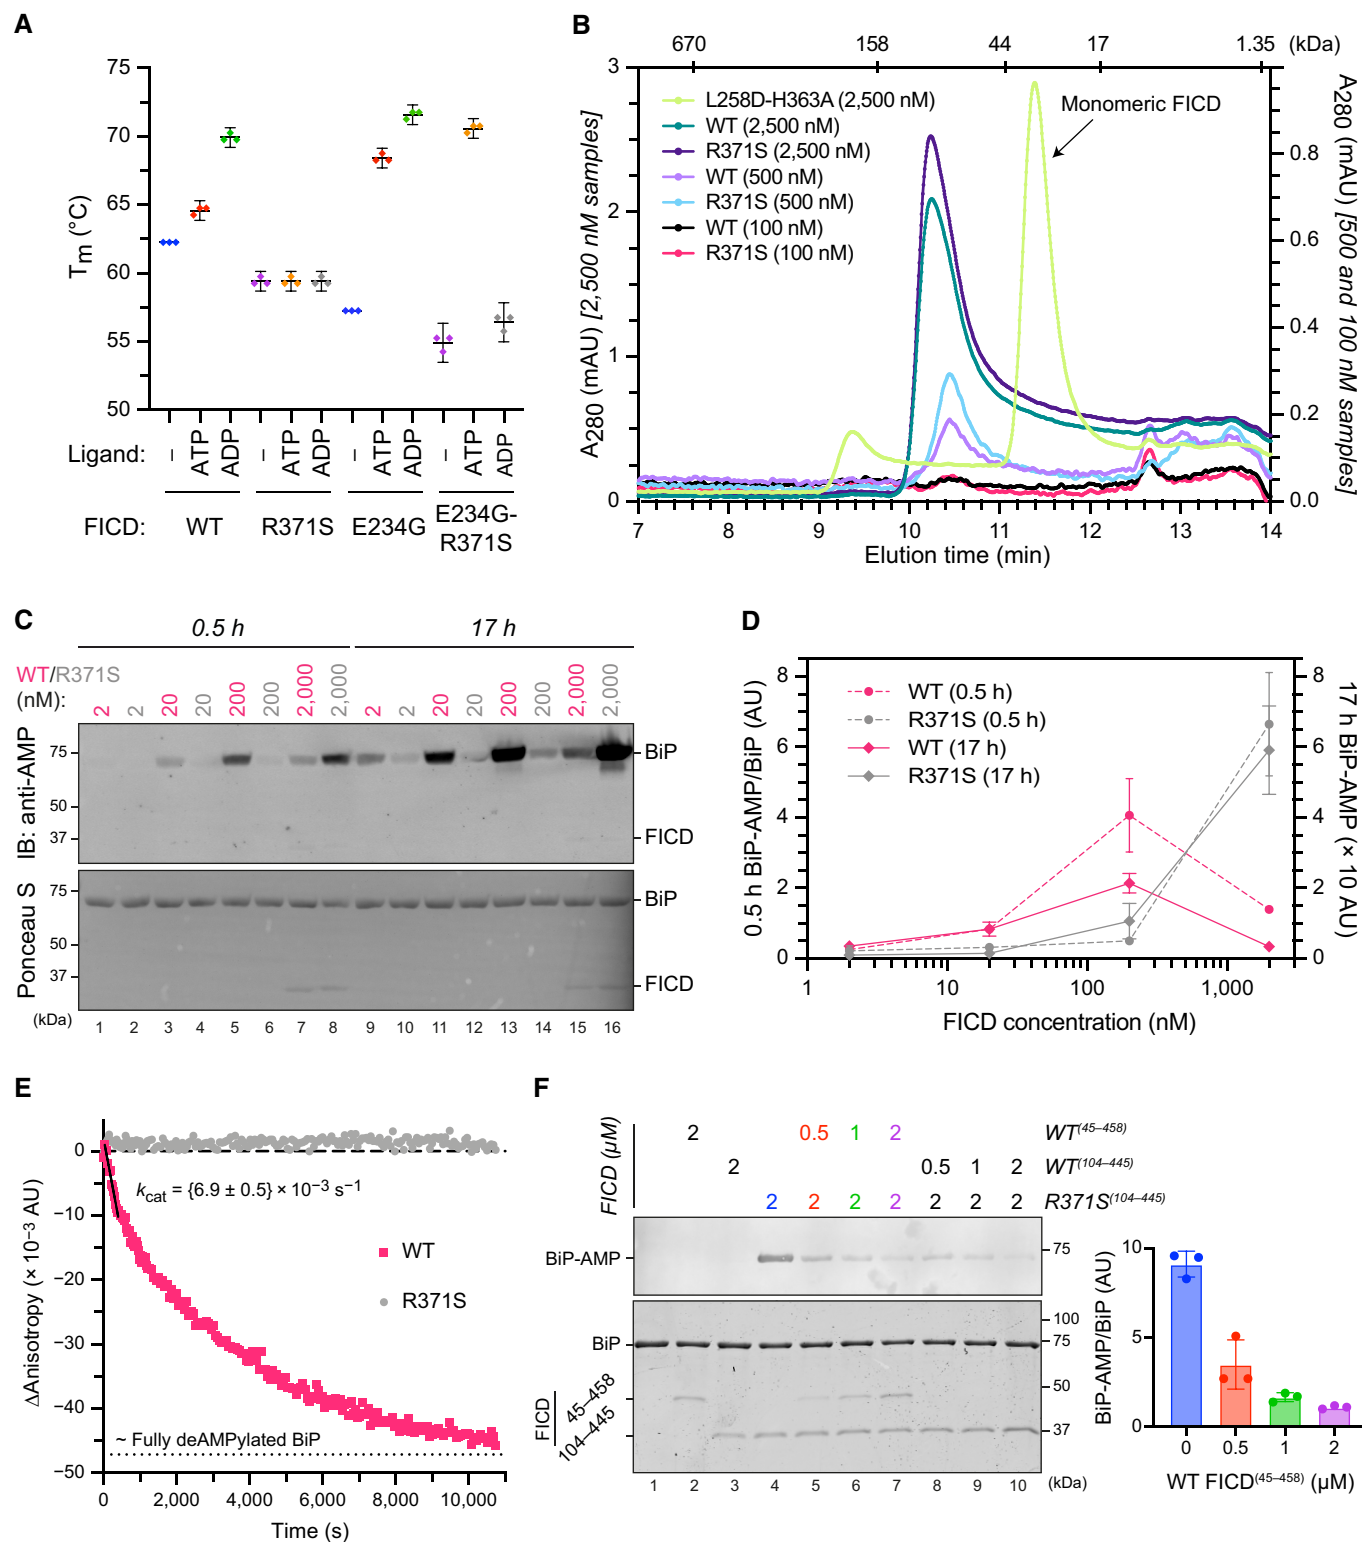 A
75
70
65
60
55
50
Tm (°C)
Ligand: – ATP ADP – ATP ADP – ATP ADP – ATP ADP
FICD: WT R371S E234G E234G-R371S
B
670 158 44 17 1.35 (kDa)
3
2
1
0
A280 (mAU) [2,500 nM samples]
L258D-H363A (2,500 nM)
WT (2,500 nM)
R371S (2,500 nM)
WT (500 nM)
R371S (500 nM)
WT (100 nM)
R371S (100 nM)
Monomeric FICD
0.8
0.6
0.4
0.2
0.0
A280 (mAU) [500 and 100 nM samples]
7 8 9 10 11 12 13 14
Elution time (min)
C
0.5 h 17 h
WT/R371S
(nM):
2 2 20 20 200 200 2,000 2,000 2 2 20 20 200 200 2,000 2,000
IB: anti-AMP
75
50
37
BiP
FICD
Ponceau S
75
50
37
BiP
FICD
(kDa) 1 2 3 4 5 6 7 8 9 10 11 12 13 14 15 16
D
0.5 h BiP-AMP/BiP (AU)
8
6
4
2
0
WT (0.5 h)
R371S (0.5 h)
WT (17 h)
R371S (17 h)
8
6
4
2
0
17 h BiP-AMP (× 10 AU)
1 10 100 1,000
FICD concentration (nM)
E
0
−10
−20
−30
−40
−50
ΔAnisotropy (× 10−3 AU)
kcat = {6.9 ± 0.5} × 10−3 s−1
WT
R371S
~ Fully deAMPylated BiP
0 2,000 4,000 6,000 8,000 10,000
Time (s)
F
FICD (µM)
2 0.5 1 2 WT(45–458)
2 0.5 1 2 WT(104–445)
2 2 2 2 2 2 2 R371S(104–445)
BiP-AMP
75
BiP
100
75
50
37
FICD
45–458
104–445
1 2 3 4 5 6 7 8 9 10 (kDa)
10
5
0
BiP-AMP/BiP (AU)
0 0.5 1 2
WT FICD(45–458) (µM)